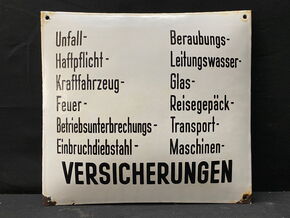 Unfall-
Haftpflicht-
Kraftfahrzeug-
Feuer-
Betriebsunterbrechungs-
Einbruchdiebstahl-
Beraubungs-
Leitungswasser-
Glas-
Reisegepäck-
Transport-
Maschinen-
VERSICHERUNGEN